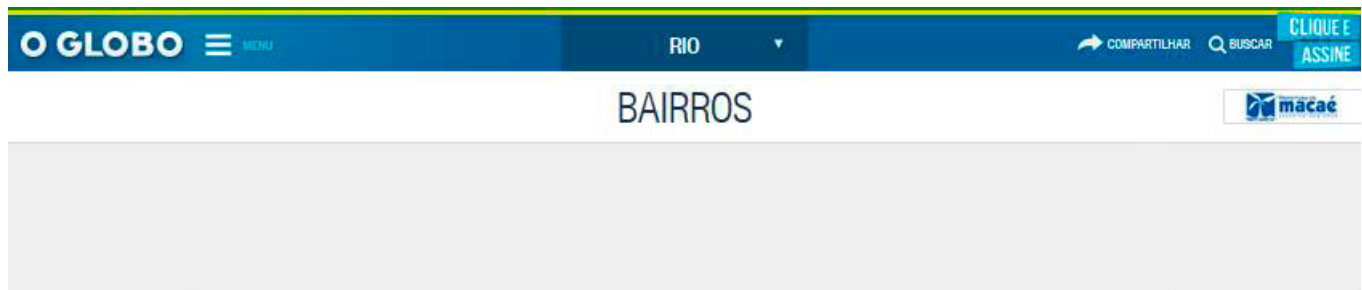 O GLOBO MENU RIO COMPARTILHAR BUSCAR CLIQUE E
ASSINE
BAIRROS macaé